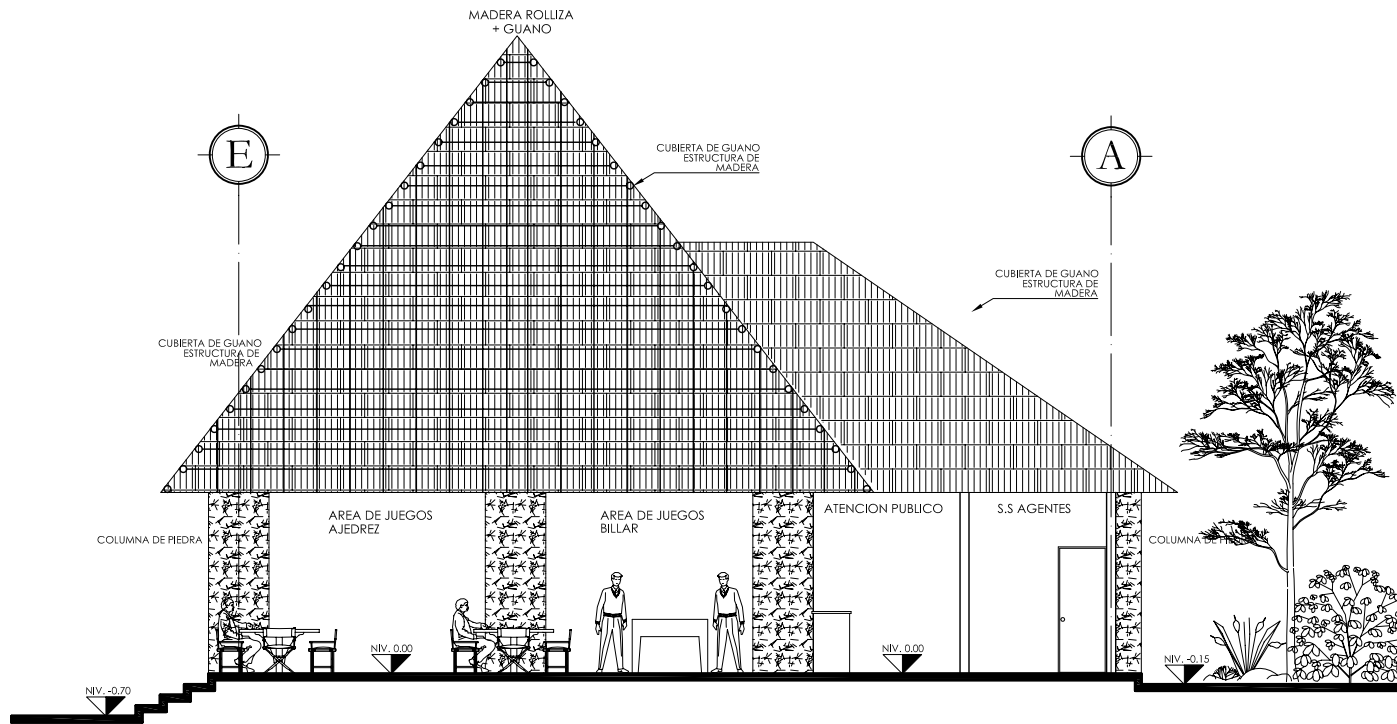 MADERA ROLLIZA
+ GUANO
E
CUBIERTA DE GUANO
ESTRUCTURA DE
MADERA
A
CUBIERTA DE GUANO
ESTRUCTURA DE
MADERA
CUBIERTA DE GUANO
ESTRUCTURA DE
MADERA
AREA DE JUEGOS
AJEDREZ
AREA DE JUEGOS
BILLAR
ATENCION PUBLICO
S.S AGENTES
COLUMNA DE PIEDRA
COLUMNA DE
NIV. 0.00
NIV. 0.00
NIV. -0.15
NIV. -0.70